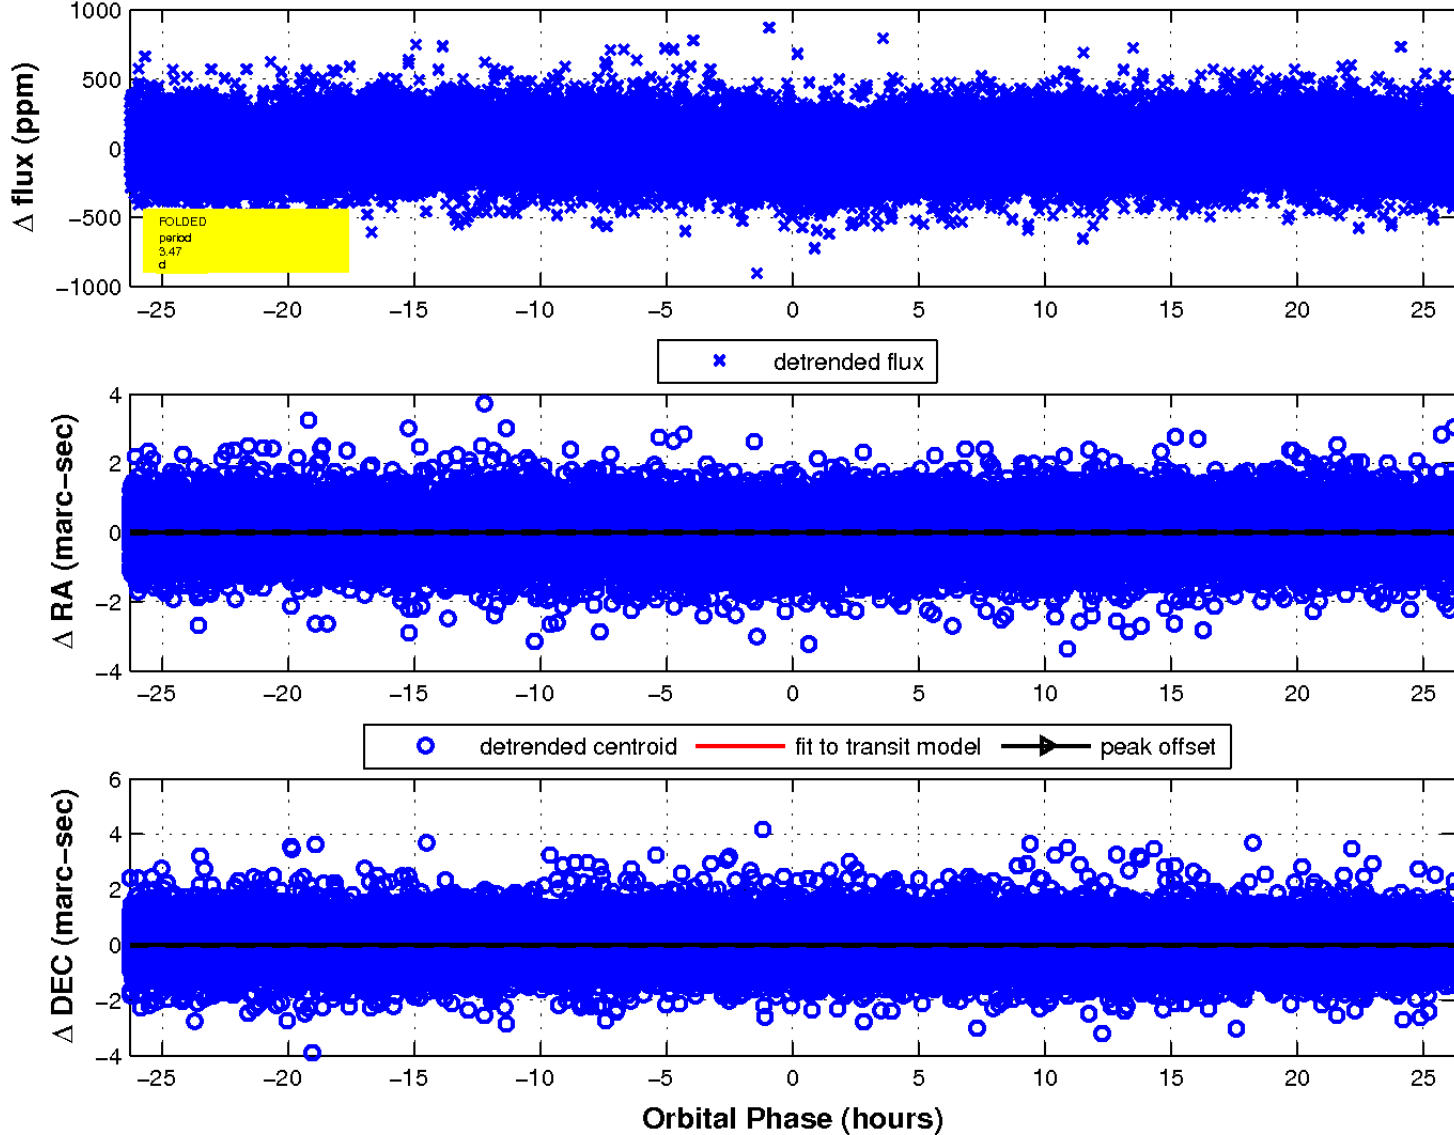 1000
500
0
−500
−1000
Δ flux (ppm)
FOLDED
period
3.47
d
−25 −20 −15 −10 −5 0 5 10 15 20 25
detrended flux
4
2
0
−2
−4
Δ RA (marc−sec)
−25 −20 −15 −10 −5 0 5 10 15 20 25
detrended centroid fit to transit model peak offset
6
4
2
0
−2
−4
Δ DEC (marc−sec)
−25 −20 −15 −10 −5 0 5 10 15 20 25
Orbital Phase (hours)